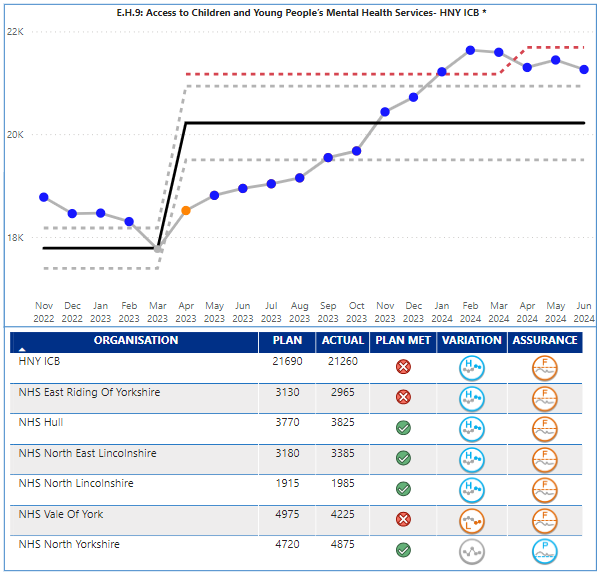 E.H.9: Access to Children and Young People's Mental Health Services- HNY ICB *
22K
20K
18K
Nov Dec Jan Feb Mar Apr May Jun Jul Aug Sep Oct Nov Dec Jan Feb Mar Apr May Jun
2022 2022 2023 2023 2023 2023 2023 2023 2023 2023 2023 2023 2023 2023 2024 2024 2024 2024 2024 2024
ORGANISATION PLAN ACTUAL PLAN MET VARIATION ASSURANCE
HNY ICB 21690 21260 H F
NHS East Riding Of Yorkshire 3130 2965 H F
NHS Hull 3770 3825 H F
NHS North East Lincolnshire 3180 3385 H F
NHS North Lincolnshire 1915 1985 H F
NHS Vale Of York 4975 4225 L F
NHS North Yorkshire 4720 4875 P